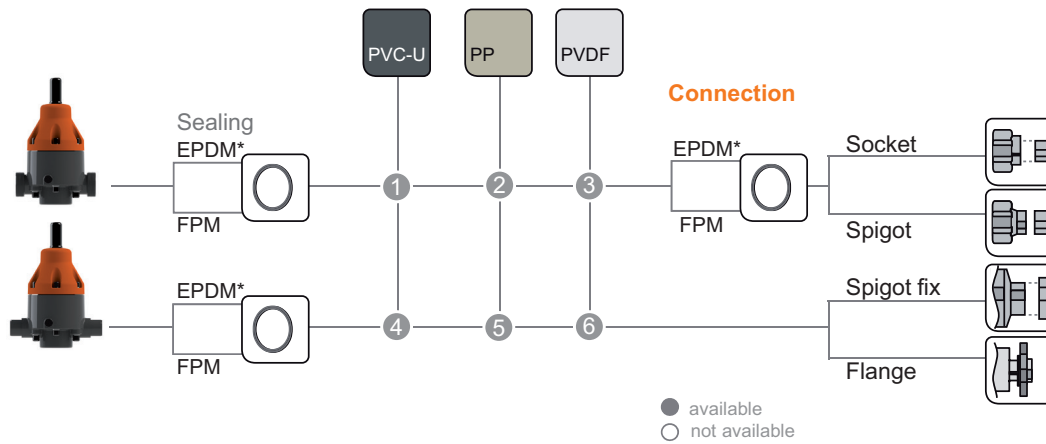 PVC-U
PP
PVDF
Connection
Sealing
EPDM*
FPM
1
2
3
EPDM*
FPM
Socket
Spigot
EPDM*
FPM
4
5
6
Spigot fix
Flange
available
not available